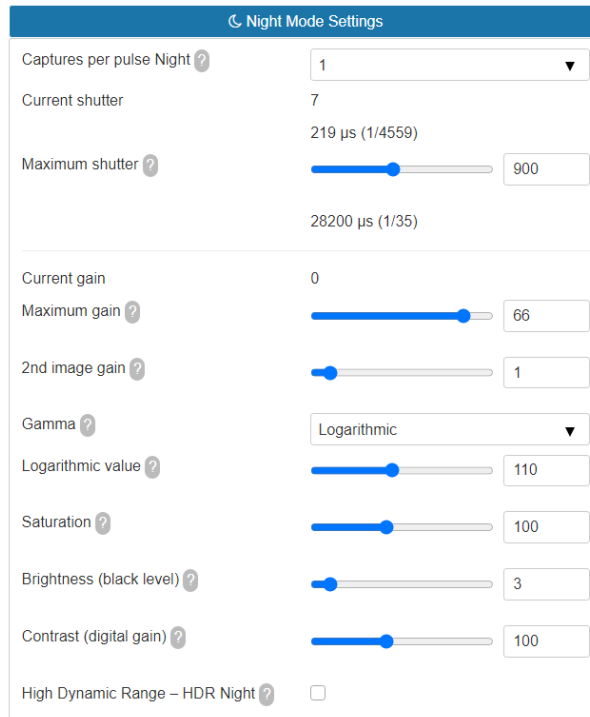 Night Mode Settings
Captures per pulse Night ? 1
Current shutter 7
219 µs (1/4559)
Maximum shutter ? 900
28200 µs (1/35)
Current gain 0
Maximum gain ? 66
2nd image gain ? 1
Gamma ? Logarithmic
Logarithmic value ? 110
Saturation ? 100
Brightness (black level) ? 3
Contrast (digital gain) ? 100
High Dynamic Range – HDR Night ?